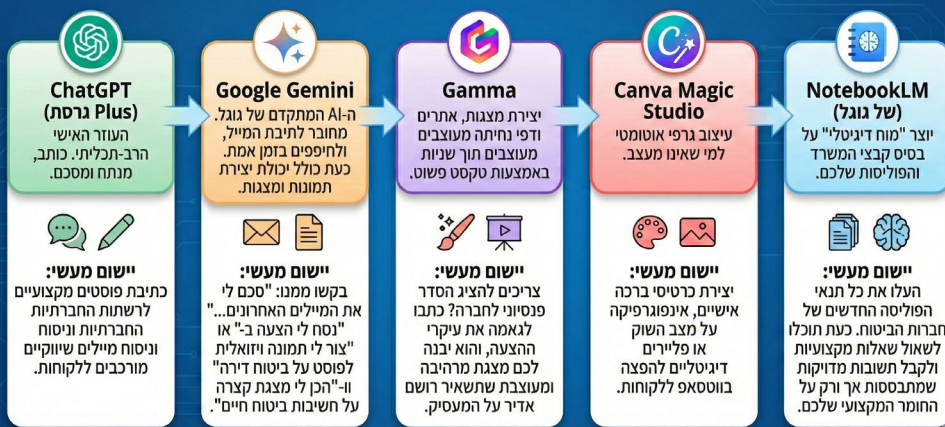 ChatGPT
(גרסת Plus)
העוזר האישי
הרב-תכליתי. כותב,
מנתח ומסכם.
יישום מעשי:
כתיבת פוסטים מקצועיים
לרשתות החברתיות
החברתיות וניסוח
וניסוח מיילים שיווקיים
מורכבים ללקוחות.
Google Gemini
ה-AI המתקדם של גוגל.
מחובר לתיבת המייל,
ולחיפפים בזמן אמת.
כעת כולל יכולת יצירת
תמונות ומצגות.
יישום מעשי:
בקשו ממנו: "סכם לי
את המיילים האחרונים..."
"נסח לי הצעה ב-" או
"צור לי תמונה ויזואלית
לפוסט על ביטוח דירה"
וו-"הכן לי מצגת קצרה
על חשיבות ביטוח חיים".
Gamma
יצירת מצגות, אתרים
ודפי נחיתה מעוצבים
מעוצבים תוך שניות
באמצעות טקסט פשוט.
יישום מעשי:
צריכים להציג הסדר
פנסיוני לחברה? כתבו
לגאמה את עיקרי
ההצעה, והוא יבנה
לכם מצגת מרהיבה
ומעוצבת שתשאיר רושם
אדיר על המעסיק.
Canva Magic
Studio
עיצוב גרפי אוטומטי
למי שאינו מעצב.
יישום מעשי:
יצירת כרטיסי ברכה
אישיים, אינפוגרפיקה
על מצב השוק
או פליירים
דיגיטליים להפצה
בווטסאפ ללקוחות.
NotebookLM
(של גוגל)
יוצר "מוח דיגיטלי" על
בסיס קבצי המשרד
והפוליסות שלכם.
יישום מעשי:
העלו את כל תנאי
הפוליסה החדשים של
חברות הביטוח. כעת תוכלו
לשאול שאלות מקצועיות
ולקבל תשובות מדויקות
שמתבססות אך ורק על
החומר המקצועי שלכם.